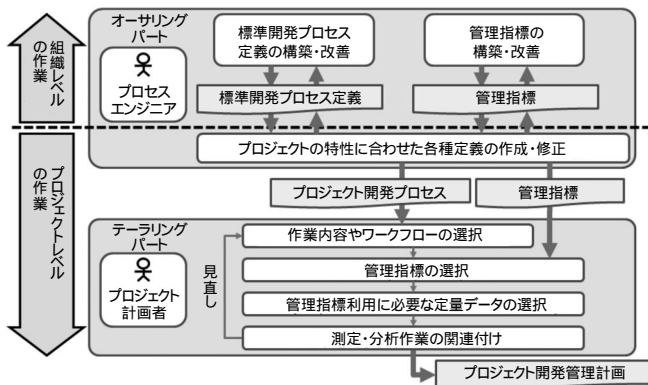 組織レベル
の作業
オーサリング
パート
プロセス
エンジニア
標準開発プロセス
定義の構築・改善
管理指標の
構築・改善
標準開発プロセス定義
管理指標
プロジェクトの特性に合わせた各種定義の作成・修正
プロジェクトレベル
の作業
プロジェクト開発プロセス
管理指標
テーラリング
パート
プロジェクト
計画者
見直し
作業内容やワークフローの選択
管理指標の選択
管理指標利用に必要な定量データの選択
測定・分析作業の関連付け
プロジェクト開発管理計画